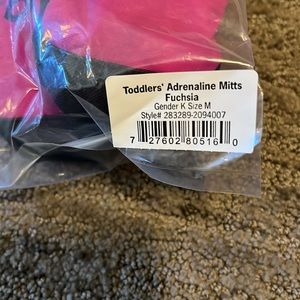 Toddlers' Adrenaline Mitts
Fuchsia
Gender K Size M
Style# 283289-2094007
7 27602 80516 0